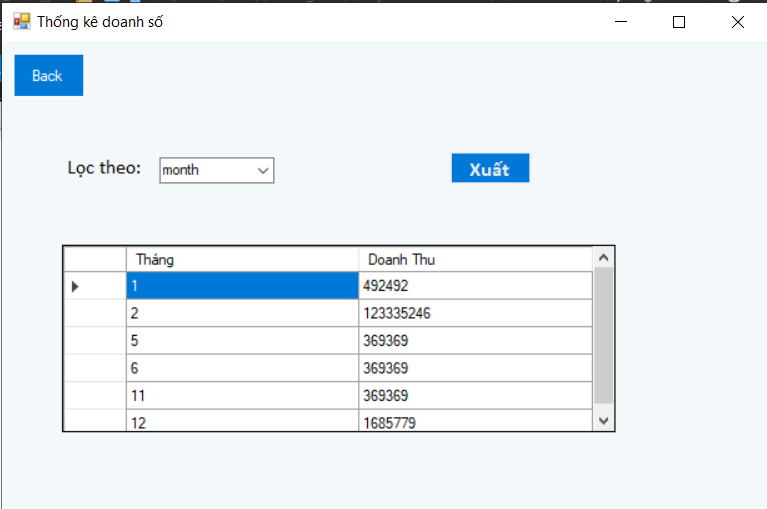 Thống kê doanh số
Back
Lọc theo: month Xuất
Tháng Doanh Thu
1 492492
2 123335246
5 369369
6 369369
11 369369
12 1685779